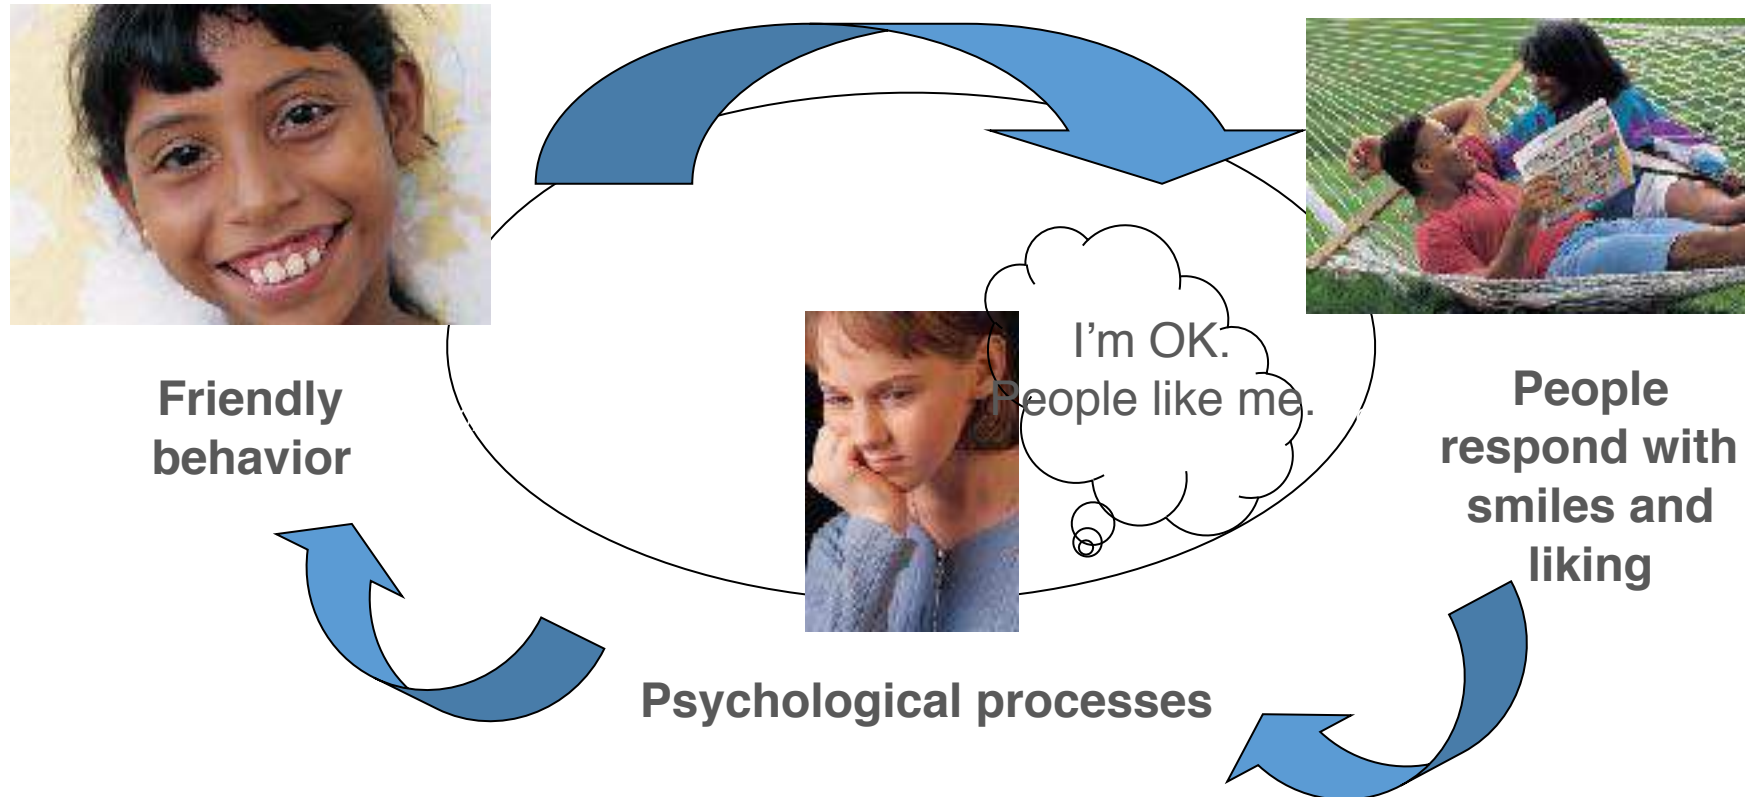 Friendly
behavior
I'm OK.
People like me.
People
respond with
smiles and
liking
Psychological processes